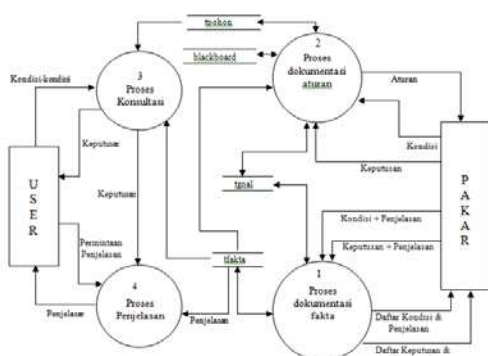 tpohon
blackboard
2
Proses
dokumentasi
aturan
Aturan
Kondisi-kondisi
3
Proses
Konsultasi
Kondisi
Keputusan
Keputusan
Keputusan
USER
PAKAR
tgoal
Kondisi + Penjelasan
Keputusan + Penjelasan
Permintaan
Penjelasan
tfakta
1
Proses
dokumentasi
fakta
4
Proses
Penjelasan
Penjelasan
Penjelasan
Daftar Kondisi &
Penjelasan
Daftar Keputusan &